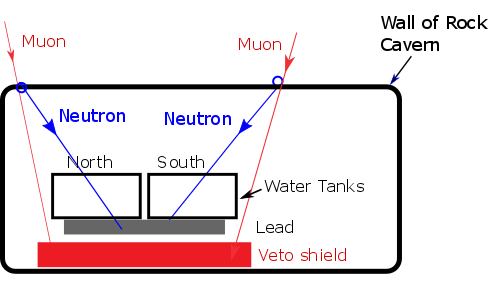 Wall of Rock
Cavern
Muon
Muon
Neutron
Neutron
North
South
Water Tanks
Lead
Veto shield